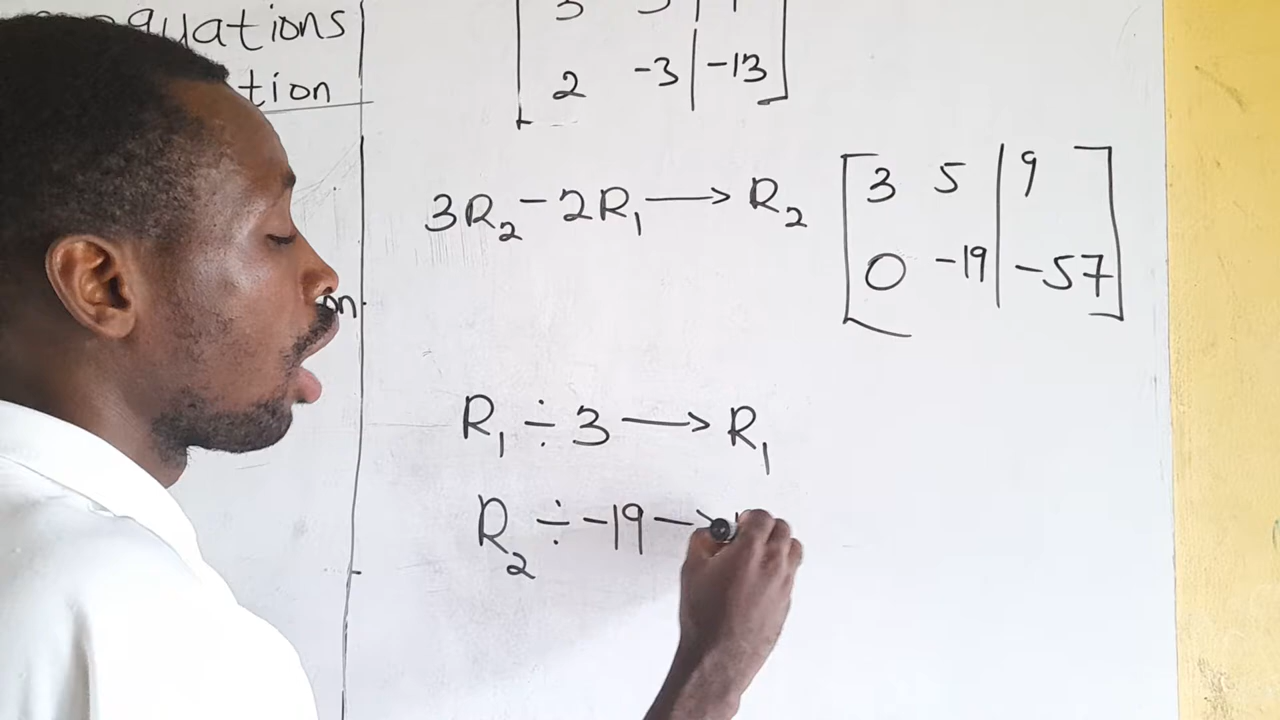 quations
tion
on
2 -3 | -13
3R₂ - 2R₁ → R₂
3 5 | 9
0 -19 | -57
R₁ ÷ 3 → R₁
R₂ ÷ -19 →